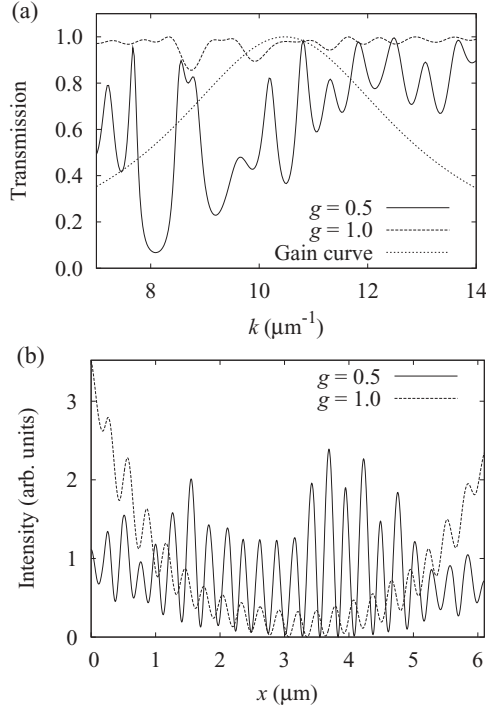 (a)
1.0
0.8
0.6
0.4
0.2
0.0
Transmission
g = 0.5
g = 1.0
Gain curve
8
10
12
14
k (μm⁻¹)
(b)
3
2
1
0
Intensity (arb. units)
g = 0.5
g = 1.0
0
1
2
3
4
5
6
x (μm)